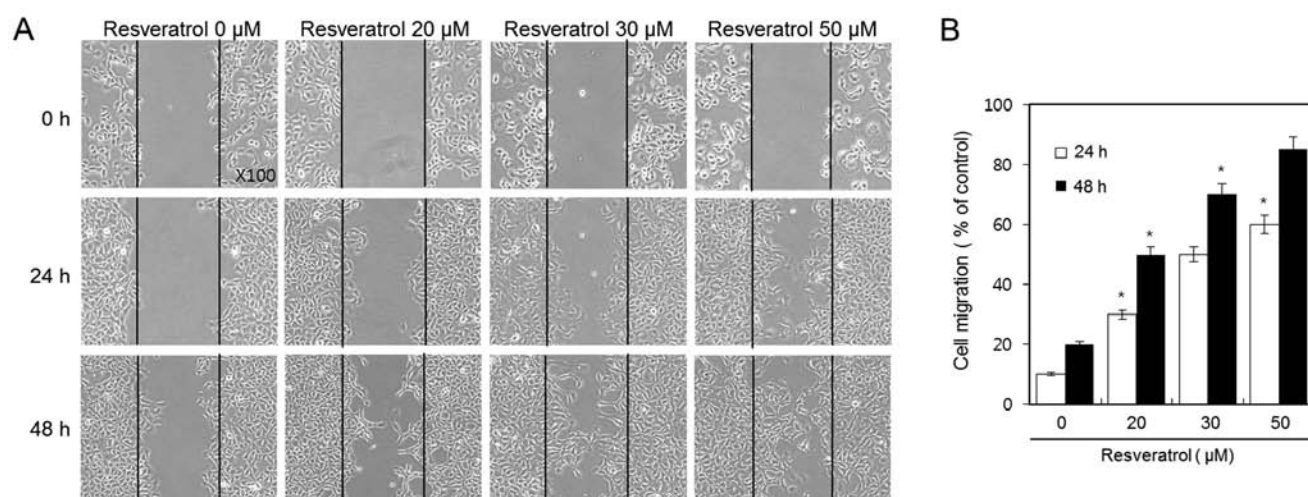 A
Resveratrol 0 µM Resveratrol 20 µM Resveratrol 30 µM Resveratrol 50 µM
0 h
X100
24 h
48 h
B
Cell migration ( % of control)
100
80
60
40
20
0
24 h
48 h
* * * *
0 20 30 50
Resveratrol ( µM)